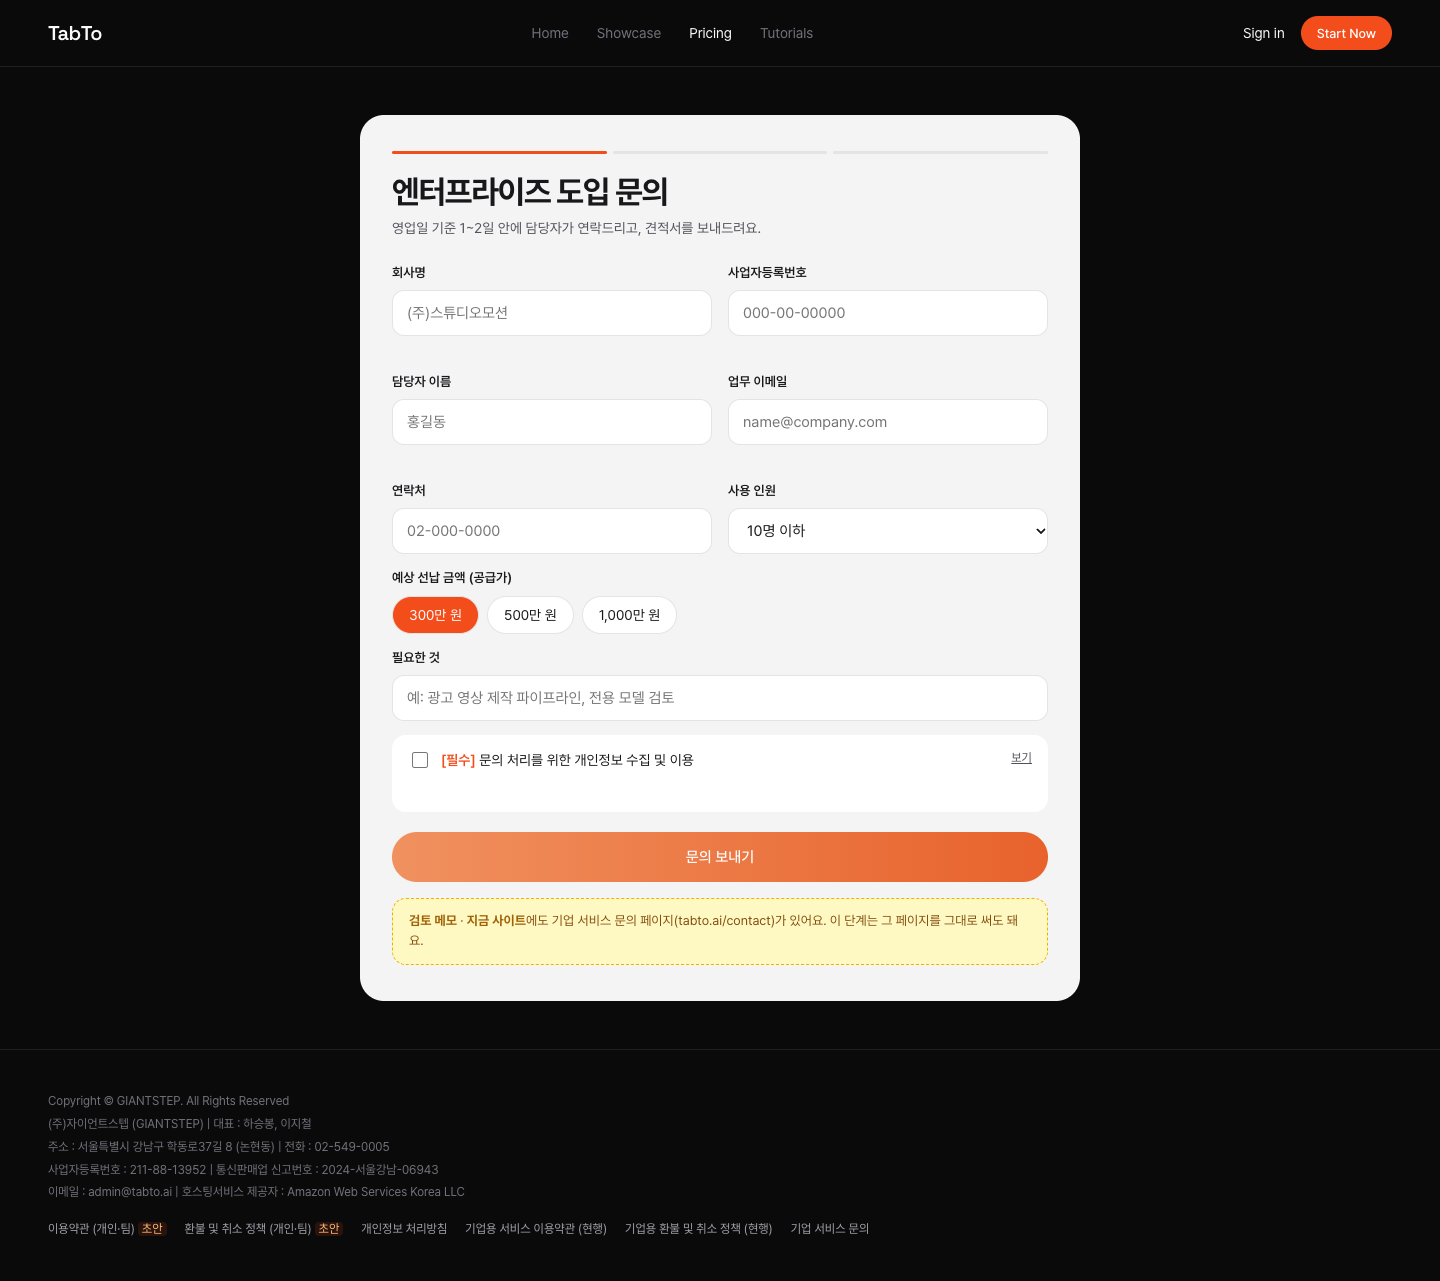 TabTo
Home Showcase Pricing Tutorials
Sign in Start Now
엔터프라이즈 도입 문의
영업일 기준 1~2일 안에 담당자가 연락드리고, 견적서를 보내드려요.
회사명 사업자등록번호
(주)스튜디오모션 000-00-00000
담당자 이름 업무 이메일
홍길동 name@company.com
연락처 사용 인원
02-000-0000 10명 이하
예상 선납 금액 (공급가)
300만 원 500만 원 1,000만 원
필요한 것
예: 광고 영상 제작 파이프라인, 전용 모델 검토
[필수] 문의 처리를 위한 개인정보 수집 및 이용 보기
문의 보내기
검토 메모 · 지금 사이트에도 기업 서비스 문의 페이지(tabto.ai/contact)가 있어요. 이 단계는 그 페이지를 그대로 써도 돼
요.
Copyright © GIANTSTEP. All Rights Reserved
(주)자이언트스텝 (GIANTSTEP) | 대표 : 하승봉, 이지철
주소 : 서울특별시 강남구 학동로37길 8 (논현동) | 전화 : 02-549-0005
사업자등록번호 : 211-88-13952 | 통신판매업 신고번호 : 2024-서울강남-06943
이메일 : admin@tabto.ai | 호스팅서비스 제공자 : Amazon Web Services Korea LLC
이용약관 (개인·팀) 초안 환불 및 취소 정책 (개인·팀) 초안 개인정보 처리방침 기업용 서비스 이용약관 (현행) 기업용 환불 및 취소 정책 (현행) 기업 서비스 문의